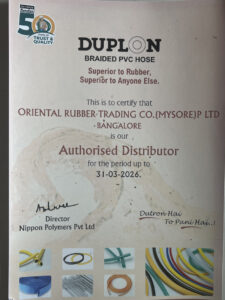 50
TRUST &
QUALITY
DUPLON
BRAIDED PVC HOSE
Superior to Rubber,
Superior to Anyone Else.
This is to certify that
ORIENTAL RUBBER TRADING CO.(MYSORE)P LTD
- BANGALORE
is our
Authorised Distributor
for the period up to
31-03-2026.
Director
Nippon Polymers Pvt Ltd
Dutron Hai
To Pani Hai..!